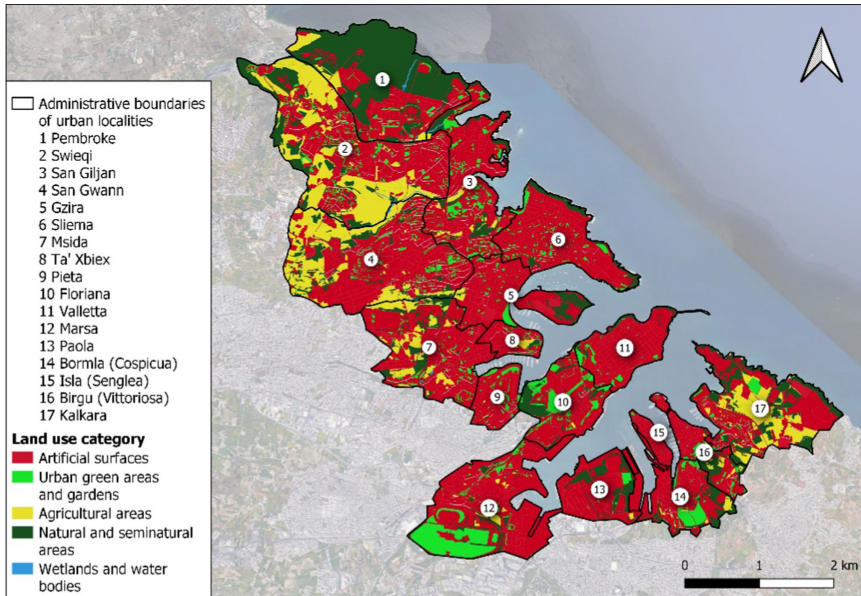 Administrative boundaries
of urban localities
1 Pembroke
2 Swieqi
3 San Giljan
4 San Gwann
5 Gzira
6 Sliema
7 Msida
8 Ta' Xbiex
9 Pieta
10 Floriana
11 Valletta
12 Marsa
13 Paola
14 Bormla (Cospicua)
15 Isla (Senglea)
16 Birgu (Vittoriosa)
17 Kalkara
Land use category
Artificial surfaces
Urban green areas
and gardens
Agricultural areas
Natural and seminatural
areas
Wetlands and water
bodies
1
2
3
4
6
5
7
8
11
9
10
17
15
16
13
14
12
0 1 2 km